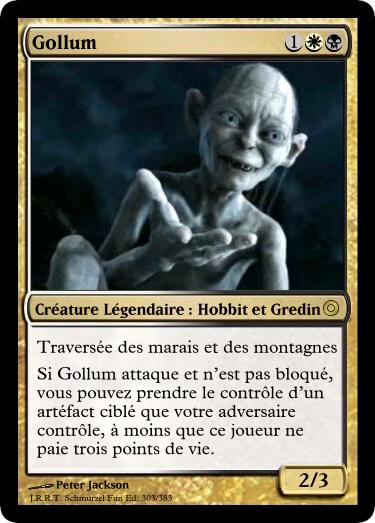 Gollum 1
Créature Légendaire : Hobbit et Gredin
Traversée des marais et des montagnes
Si Gollum attaque et n'est pas bloqué,
vous pouvez prendre le contrôle d'un
artéfact ciblé que votre adversaire
contrôle, à moins que ce joueur ne
paie trois points de vie.
2/3
Peter Jackson
J.R.R.T. Schmurzel Fun Ed. 303/383